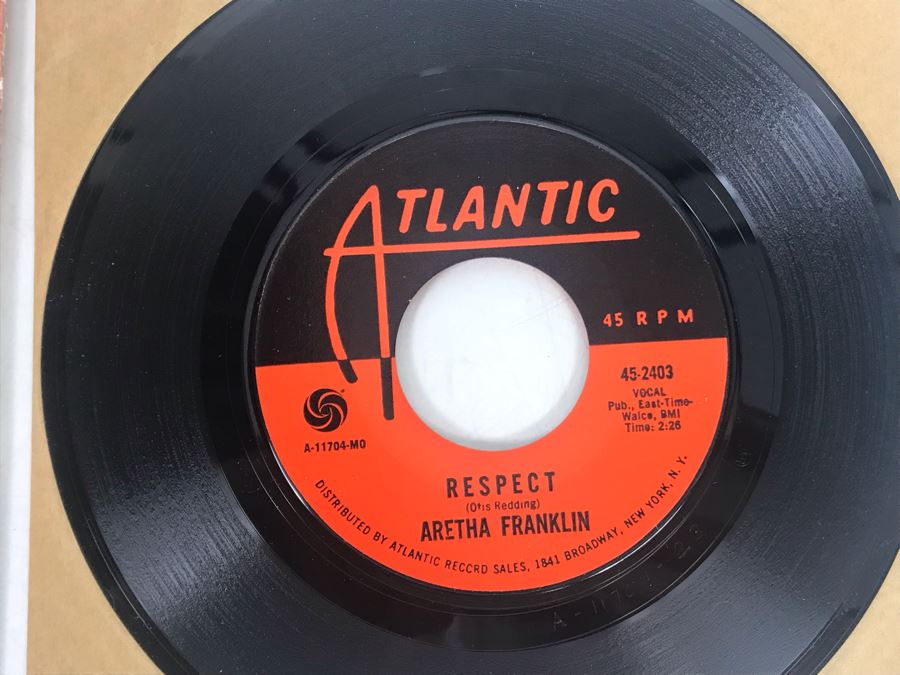 ATLANTIC
45 RPM
45-2403
VOCAL
Pub., East-Time-
Walco, BMI
Time: 2:26
A-11704-MO
RESPECT
(Otis Redding)
ARETHA FRANKLIN
DISTRIBUTED BY ATLANTIC RECORD SALES, 1841 BROADWAY, NEW YORK, N. Y.